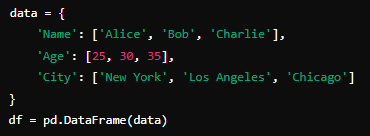 data = {
    'Name': ['Alice', 'Bob', 'Charlie'],
    'Age': [25, 30, 35],
    'City': ['New York', 'Los Angeles', 'Chicago']
}
df = pd.DataFrame(data)